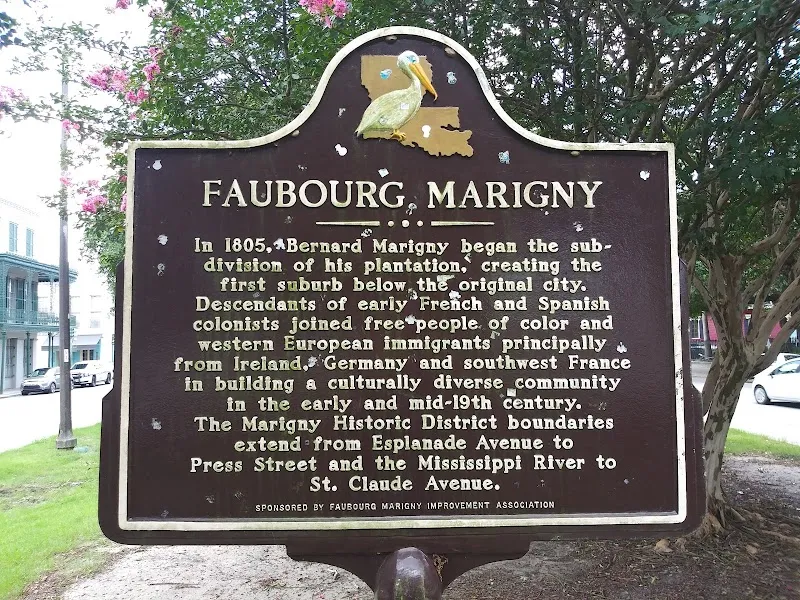 FAUBOURG MARIGNY
In 1805, Bernard Marigny began the sub-
division of his plantation, creating the
first suburb below the original city.
Descendants of early French and Spanish
colonists joined free people of color and
western European immigrants principally
from Ireland, Germany and southwest France
in building a culturally diverse community
in the early and mid-19th century.
The Marigny Historic District boundaries
extend from Esplanade Avenue to
Press Street and the Mississippi River to
St. Claude Avenue.
SPONSORED BY FAUBOURG MARIGNY IMPROVEMENT ASSOCIATION